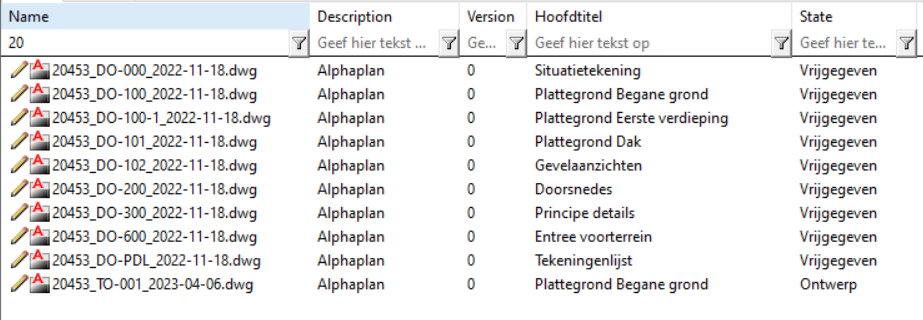 Name Description Version Hoofdtitel State
20 Geef hier tekst ... Ge... Geef hier tekst op Geef hier te...
20453_DO-000_2022-11-18.dwg Alphaplan 0 Situatietekening Vrijgegeven
20453_DO-100_2022-11-18.dwg Alphaplan 0 Plattegrond Begane grond Vrijgegeven
20453_DO-100-1_2022-11-18.dwg Alphaplan 0 Plattegrond Eerste verdieping Vrijgegeven
20453_DO-101_2022-11-18.dwg Alphaplan 0 Plattegrond Dak Vrijgegeven
20453_DO-102_2022-11-18.dwg Alphaplan 0 Gevelaanzichten Vrijgegeven
20453_DO-200_2022-11-18.dwg Alphaplan 0 Doorsnedes Vrijgegeven
20453_DO-300_2022-11-18.dwg Alphaplan 0 Principe details Vrijgegeven
20453_DO-600_2022-11-18.dwg Alphaplan 0 Entree voorterrein Vrijgegeven
20453_DO-PDL_2022-11-18.dwg Alphaplan 0 Tekeningenlijst Vrijgegeven
20453_TO-001_2023-04-06.dwg Alphaplan 0 Plattegrond Begane grond Ontwerp